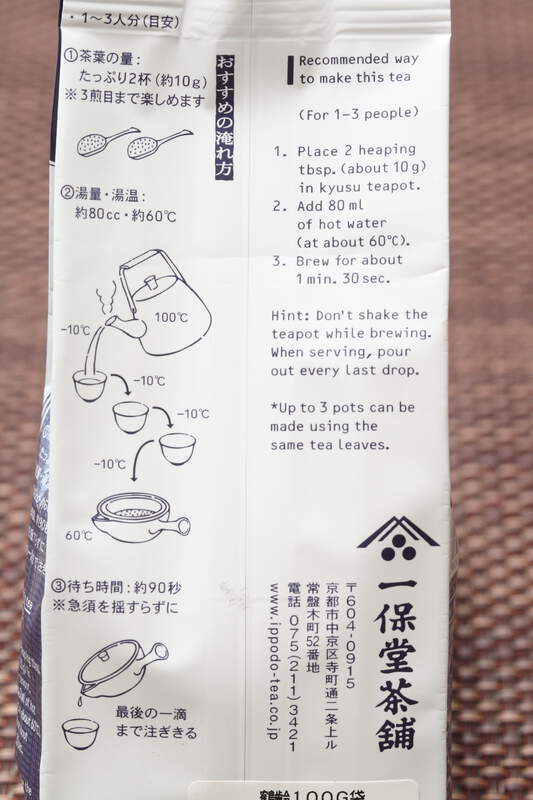 ・1〜3人分(目安)
おすすめの淹れ方
①茶葉の量:
たっぷり2杯(約10g)
※3煎目まで楽しめます
②湯量・湯温:
約80cc・約60℃
100℃
-10℃
-10℃
-10℃
-10℃
60℃
③待ち時間:約90秒
※急須を揺すらずに
最後の一滴
まで注ぎきる
Recommended way
to make this tea
(For 1-3 people)
1. Place 2 heaping
tbsp. (about 10g)
in kyusu teapot.
2. Add 80 ml
of hot water
(at about 60℃).
3. Brew for about
1 min. 30 sec.
Hint: Don't shake the
teapot while brewing.
When serving, pour
out every last drop.
*Up to 3 pots can be
made using the
same tea leaves.
一保堂茶舗
〒604-0915
京都市中京区寺町通二条上ル
常盤木町52番地
電話 075(211)3421
www.ippodo-tea.co.jp
鶴齢100G袋